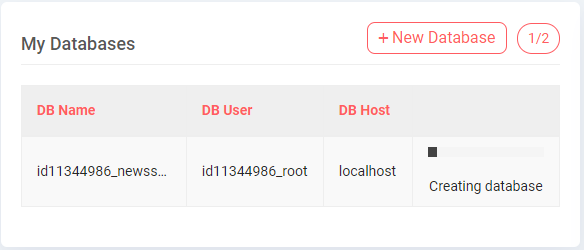 My Databases
+ New Database
1/2
DB Name DB User DB Host
id11344986_newss... id11344986_root localhost
Creating database